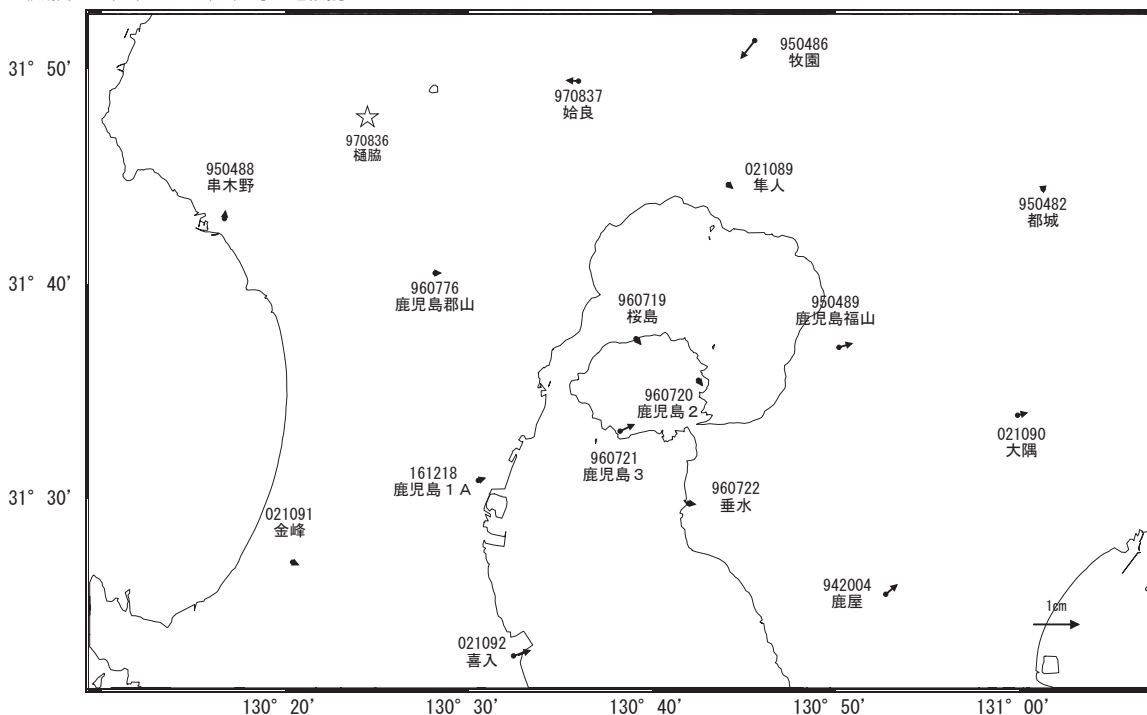 950486
牧園
31° 50'
970837
姶良
970836
樋脇
950488
串木野
021089
隼人
950482
都城
31° 40'
960776
鹿児島郡山
960719
桜島
950489
鹿児島福山
960720
鹿児島2
021090
大隅
960721
鹿児島3
161218
鹿児島1A
31° 30'
960722
垂水
021091
金峰
942004
鹿屋
1cm
021092
喜入
130° 20'
130° 30'
130° 40'
130° 50'
131° 00'